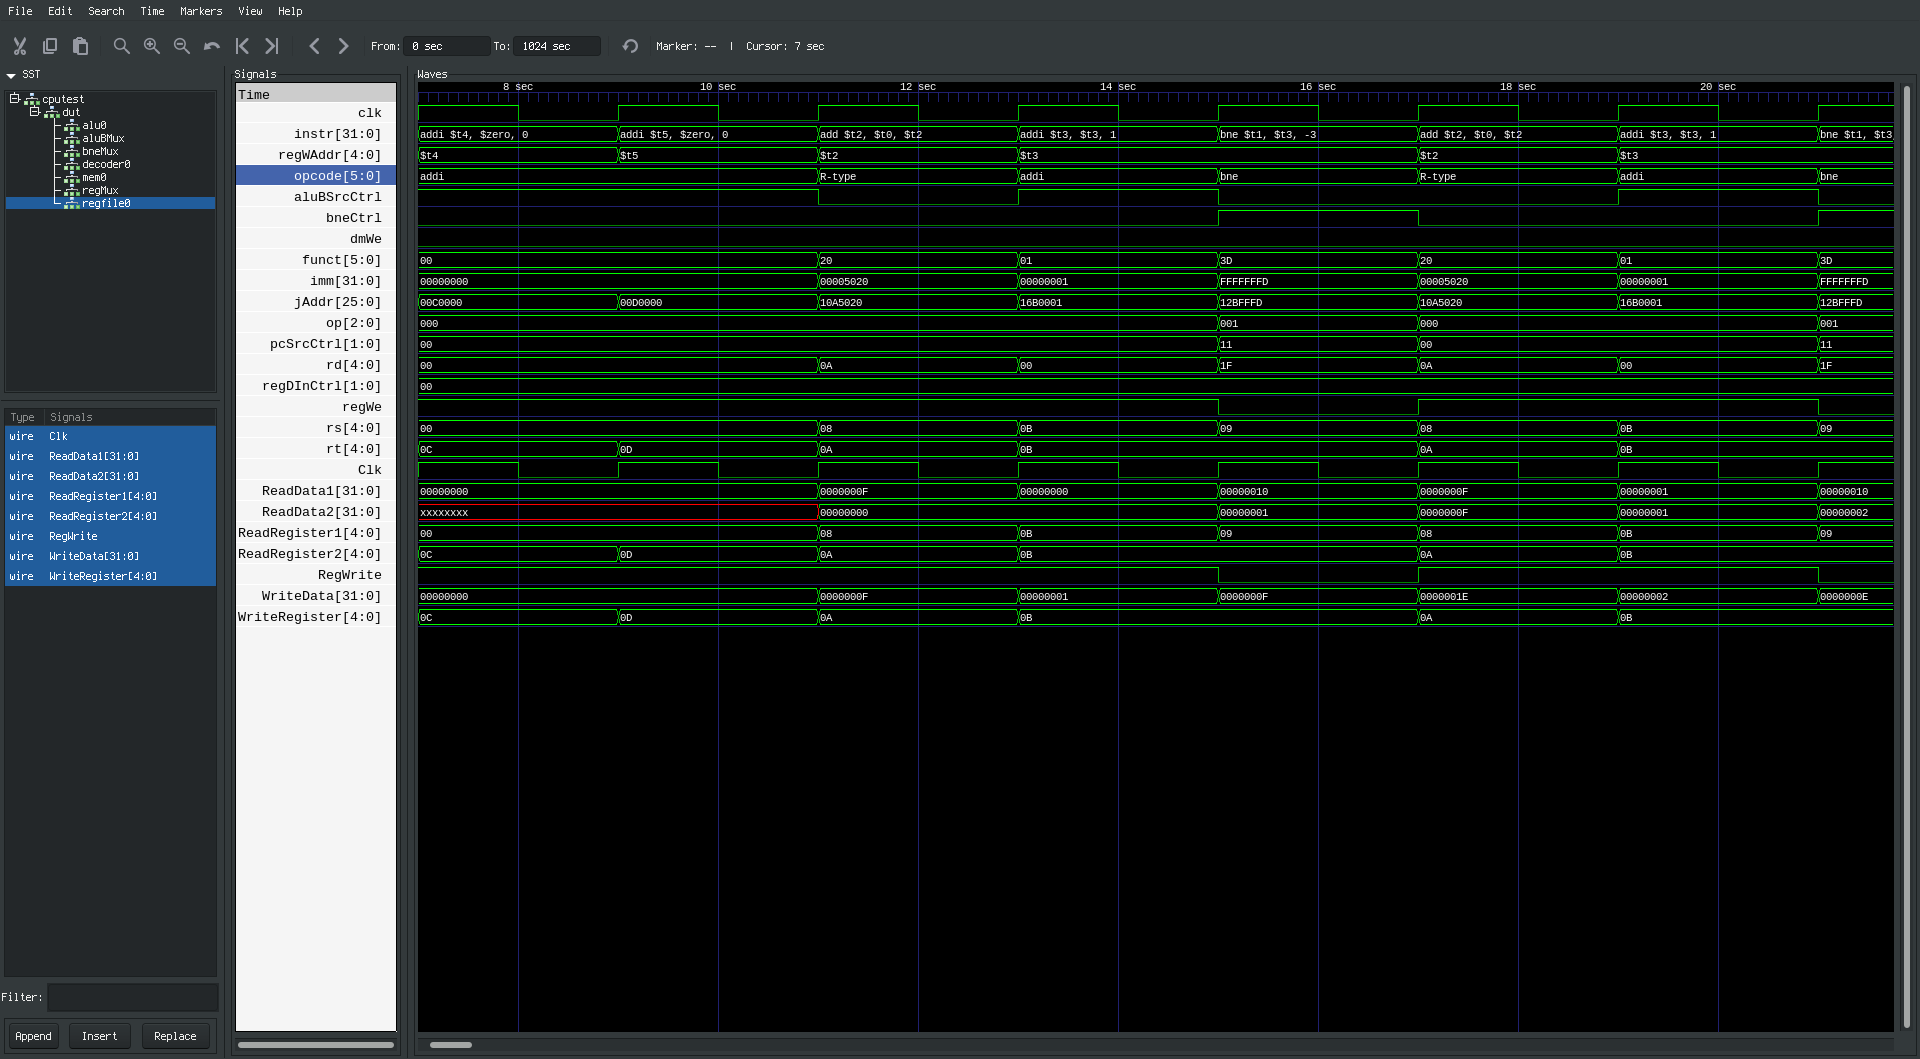 File Edit Search Time Markers View Help
From: 0 sec To: 1024 sec Marker: -- | Cursor: 7 sec
SST
cputest
dut
alu0
aluBMux
bneMux
decoder0
mem0
regMux
regfile0
Type Signals
wire Clk
wire ReadData1[31:0]
wire ReadData2[31:0]
wire ReadRegister1[4:0]
wire ReadRegister2[4:0]
wire RegWrite
wire WriteData[31:0]
wire WriteRegister[4:0]
Filter:
Append Insert Replace
Signals
Time
clk
instr[31:0]
regWAddr[4:0]
opcode[5:0]
aluBSrcCtrl
bneCtrl
dmWe
funct[5:0]
imm[31:0]
jAddr[25:0]
op[2:0]
pcSrcCtrl[1:0]
rd[4:0]
regDInCtrl[1:0]
regWe
rs[4:0]
rt[4:0]
Clk
ReadData1[31:0]
ReadData2[31:0]
ReadRegister1[4:0]
ReadRegister2[4:0]
RegWrite
WriteData[31:0]
WriteRegister[4:0]
Waves
8 sec 10 sec 12 sec 14 sec 16 sec 18 sec 20 sec
addi $t4, $zero, 0 addi $t5, $zero, 0 add $t2, $t0, $t2 addi $t3, $t3, 1 bne $t1, $t3, -3 add $t2, $t0, $t2 addi $t3, $t3, 1 bne $t1, $t3
$t4 $t5 $t2 $t3 $t2 $t3
addi R-type addi bne R-type addi bne
00 20 01 3D 20 01 3D
00000000 00005020 00000001 FFFFFFFD 00005020 00000001 FFFFFFFD
00C0000 00D0000 10A5020 16B0001 12BFFFD 10A5020 16B0001 12BFFFD
000 001 000 001
00 11 00 11
00 0A 00 1F 0A 00 1F
00
00 08 0B 09 08 0B 09
0C 0D 0A 0B 0A 0B
00000000 0000000F 00000000 00000010 0000000F 00000001 00000010
xxxxxxxx 00000000 00000001 0000000F 00000001 00000002
00 08 0B 09 08 0B 09
0C 0D 0A 0B 0A 0B
00000000 0000000F 00000001 0000000F 0000001E 00000002 0000000E
0C 0D 0A 0B 0A 0B